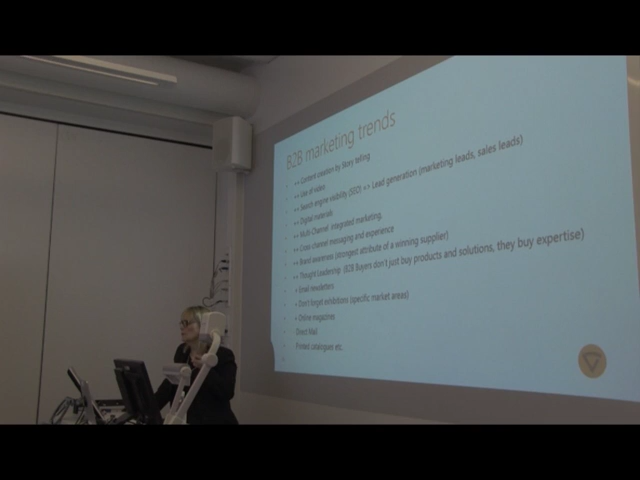 B2B marketing trends
++ Content creation by Story telling
++ Use of video
++ Search engine visibility (SEO) => Lead generation (marketing leads, sales leads)
++ Digital materials
++ Multi-Channel integrated marketing.
++ Cross-channel messaging and experience
++ Brand awareness (strongest attribute of a winning supplier)
++ Thought Leadership (B2B Buyers don't just buy products and solutions, they buy expertise)
+ Email newsletters
+ Don't forget exhibitions (specific market areas)
+ Online magazines
Direct Mail
Printed catalogues etc.